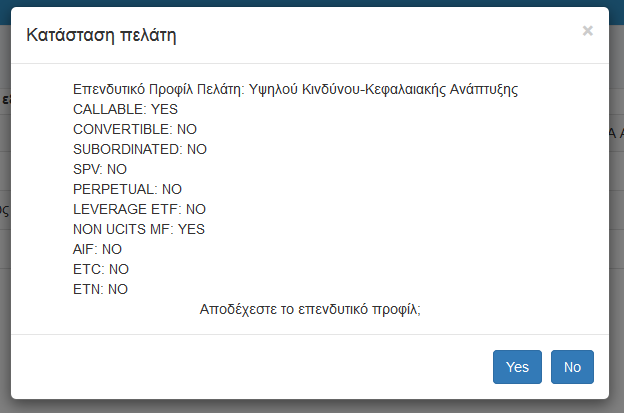 Κατάσταση πελάτη
×
Επενδυτικό Προφίλ Πελάτη: Υψηλού Κινδύνου-Κεφαλαιακής Ανάπτυξης
CALLABLE: YES
CONVERTIBLE: NO
SUBORDINATED: NO
SPV: NO
PERPETUAL: NO
LEVERAGE ETF: NO
NON UCITS MF: YES
AIF: NO
ETC: NO
ETN: NO
Αποδέχεστε το επενδυτικό προφίλ;
Yes No